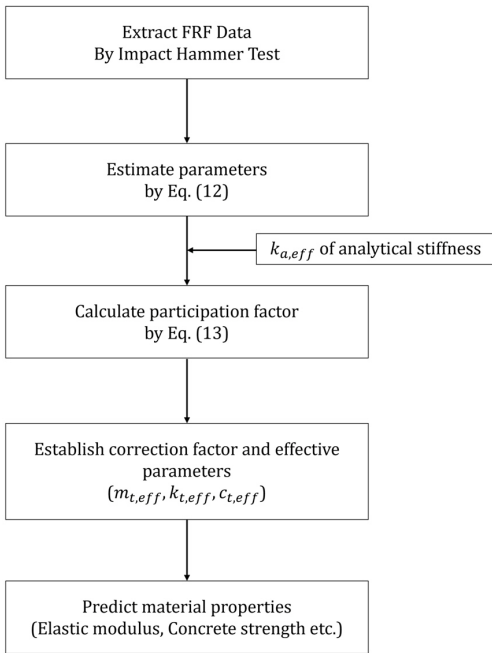 Extract FRF Data
By Impact Hammer Test
Estimate parameters
by Eq. (12)
k_{a,eff} of analytical stiffness
Calculate participation factor
by Eq. (13)
Establish correction factor and effective
parameters
(m_{t,eff}, k_{t,eff}, c_{t,eff})
Predict material properties
(Elastic modulus, Concrete strength etc.)